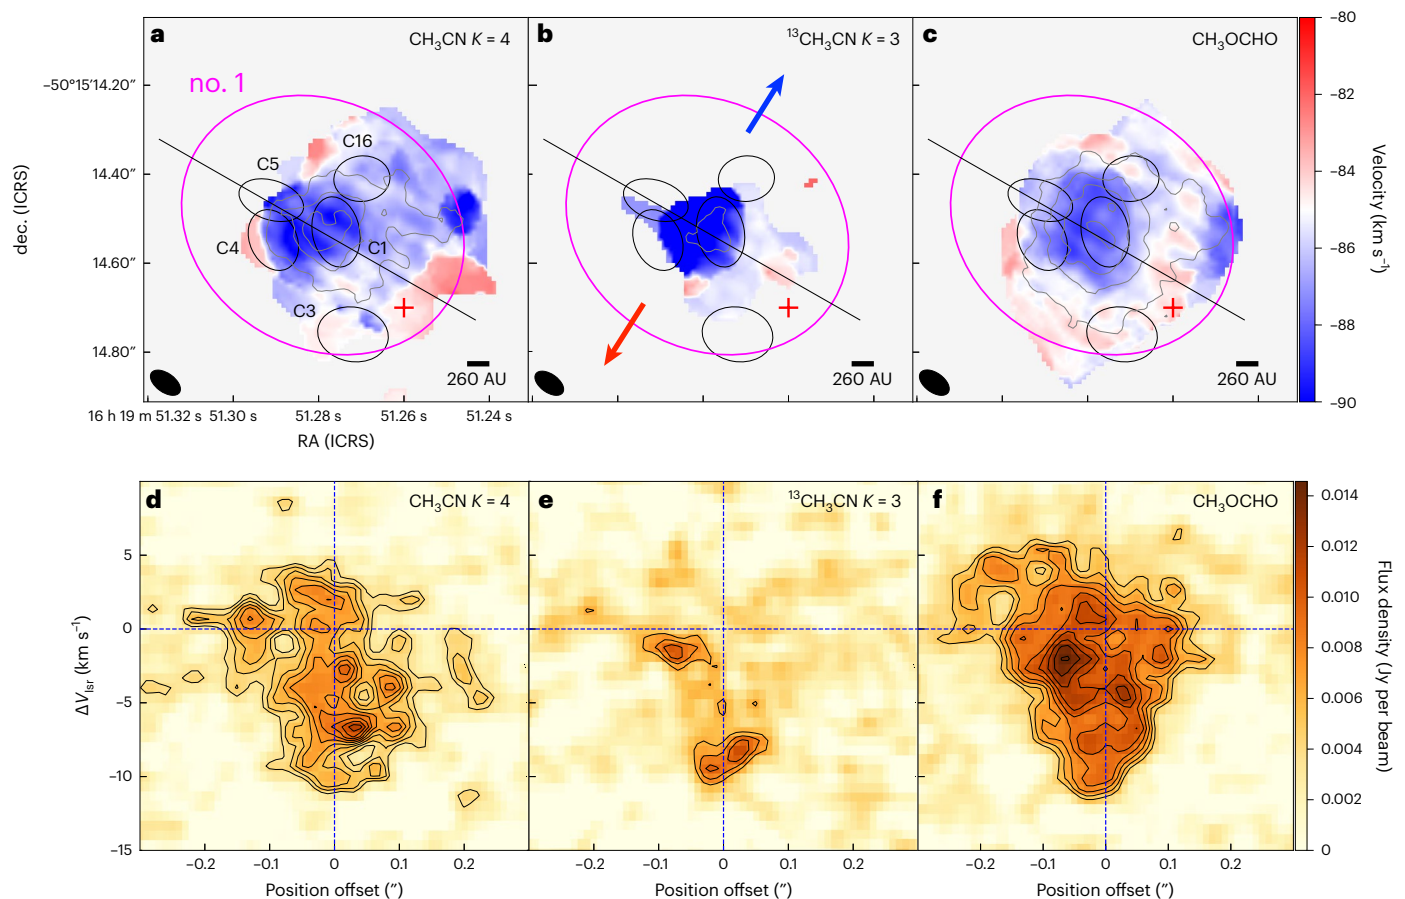 a
CH3CN K = 4
b
13CH3CN K = 3
c
CH3OCHO
no. 1
C5
C16
C4
C1
C3
260 AU
260 AU
260 AU
−50°15′14.20″
14.40″
14.60″
14.80″
dec. (ICRS)
16 h 19 m 51.32 s
51.30 s
51.28 s
51.26 s
51.24 s
RA (ICRS)
−80
−82
−84
−86
−88
−90
Velocity (km s−1)
d
CH3CN K = 4
e
13CH3CN K = 3
f
CH3OCHO
5
0
−5
−10
−15
ΔVlsr (km s−1)
−0.2
−0.1
0
0.1
0.2
Position offset (″)
−0.2
−0.1
0
0.1
0.2
Position offset (″)
−0.2
−0.1
0
0.1
0.2
Position offset (″)
0.014
0.012
0.010
0.008
0.006
0.004
0.002
0
Flux density (Jy per beam)